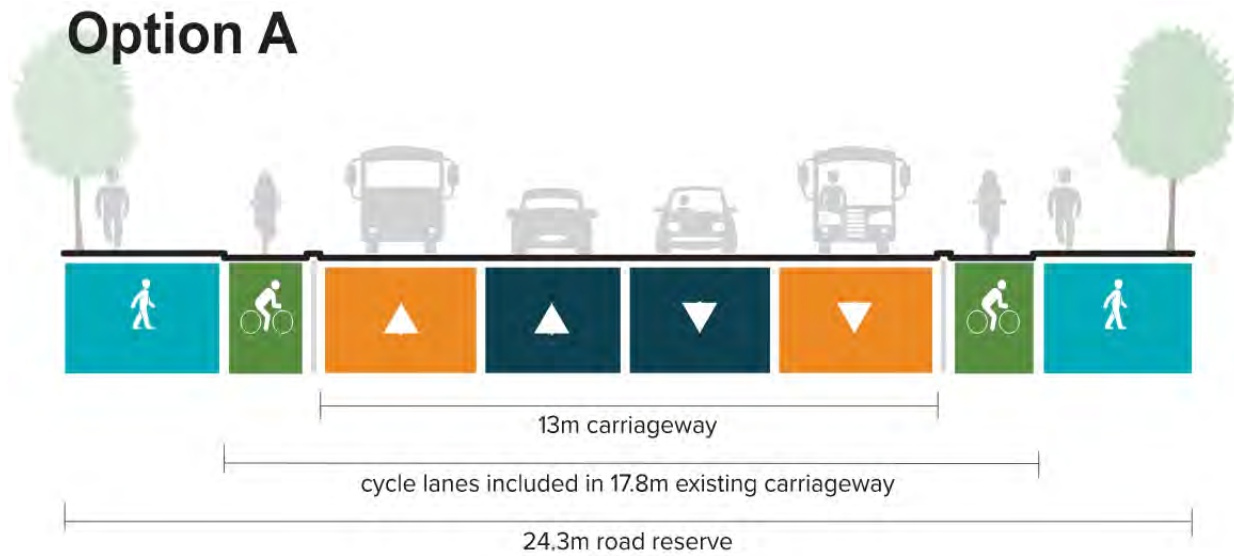 Option A
13m carriageway
cycle lanes included in 17.8m existing carriageway
24.3m road reserve